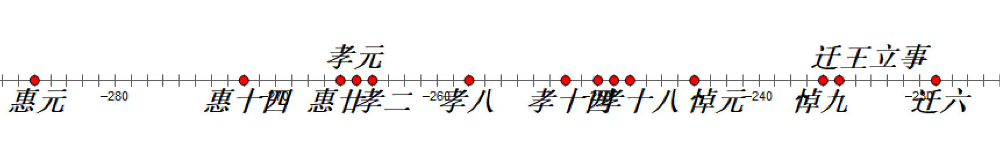 孝元 迁王立事
惠元 −280 惠十四 惠廿 孝二 −260 孝八 孝十四 孝十八 悼元 −240 悼九 迁六